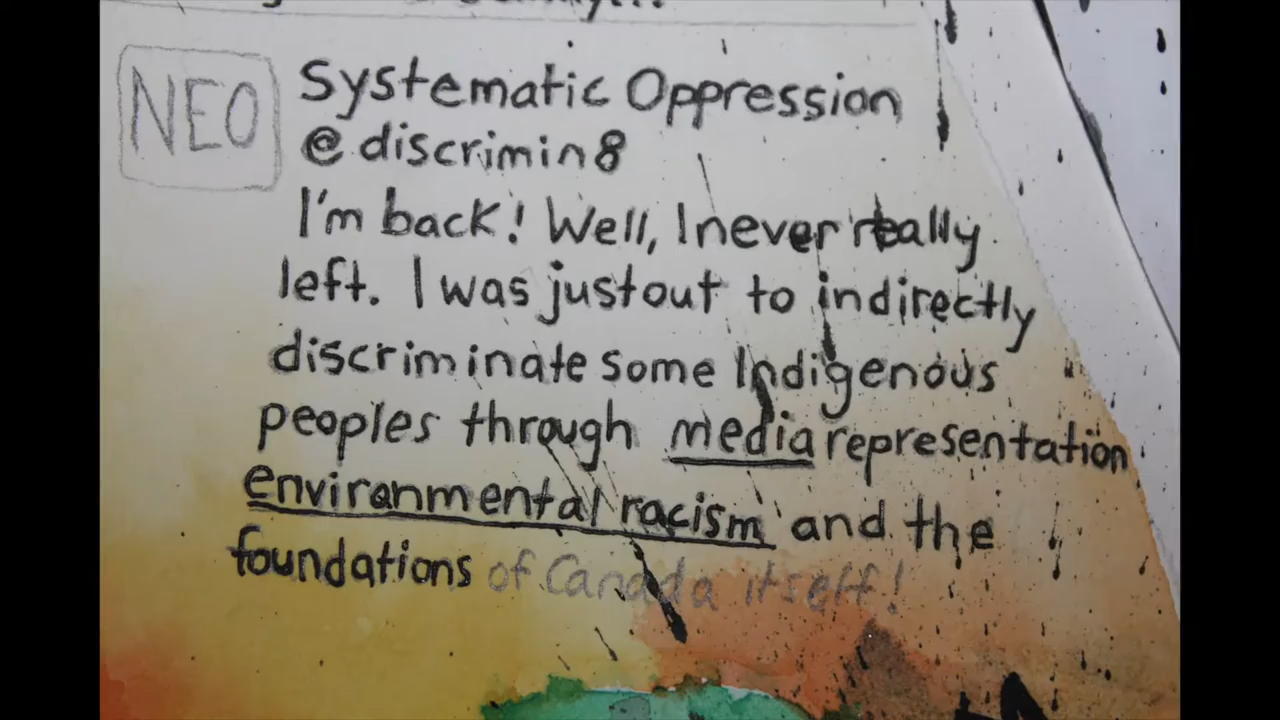 NEO
Systematic Oppression
@discrimin8
I'm back! Well, I never really
left. I was just out to indirectly
discriminate some Indigenous
peoples through media representation
environmental racism and the
foundations of Canada itself!